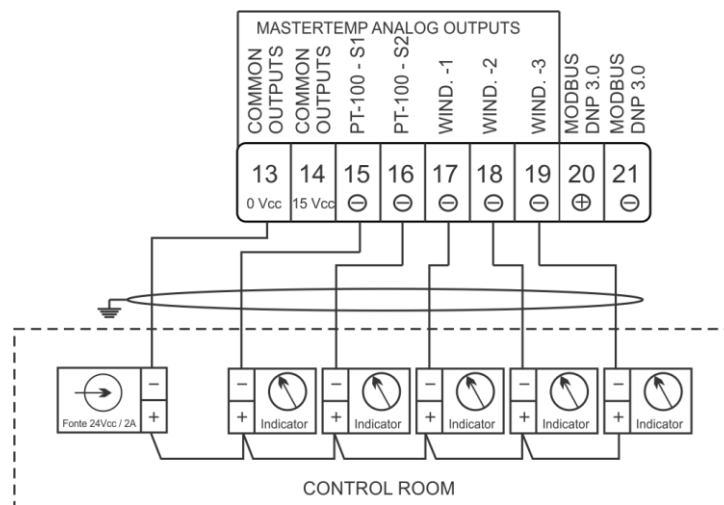 MASTERTEMP ANALOG OUTPUTS
COMMON
OUTPUTS
COMMON
OUTPUTS
PT-100 - S1
PT-100 - S2
WIND. -1
WIND. -2
WIND. -3
MODBUS
DNP 3.0
MODBUS
DNP 3.0
13 14 15 16 17 18 19 20 21
0 Vcc 15 Vcc ⊖ ⊖ ⊖ ⊖ ⊖ ⊕ ⊖
− − − − − −
+ + + + + +
Fonte 24Vcc / 2A Indicator Indicator Indicator Indicator Indicator
CONTROL ROOM